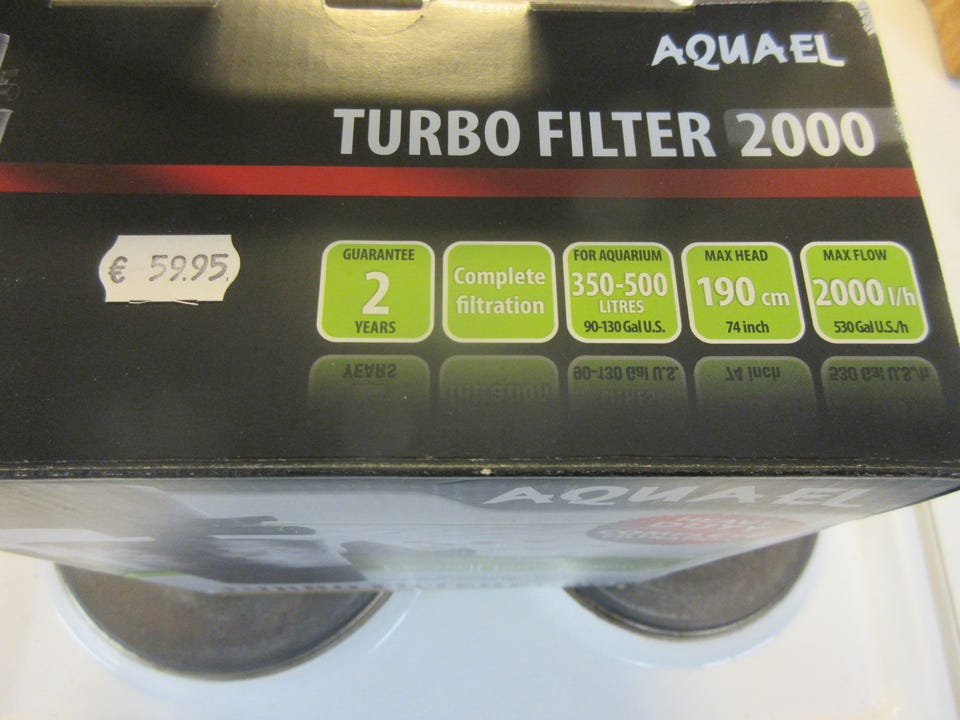 AQUAEL
TURBO FILTER 2000
€ 59.95
GUARANTEE
2
YEARS
Complete
filtration
FOR AQUARIUM
350-500
LITRES
90-130 Gal U.S.
MAX HEAD
190 cm
74 inch
MAX FLOW
2000 l/h
530 Gal U.S./h
AQUAEL